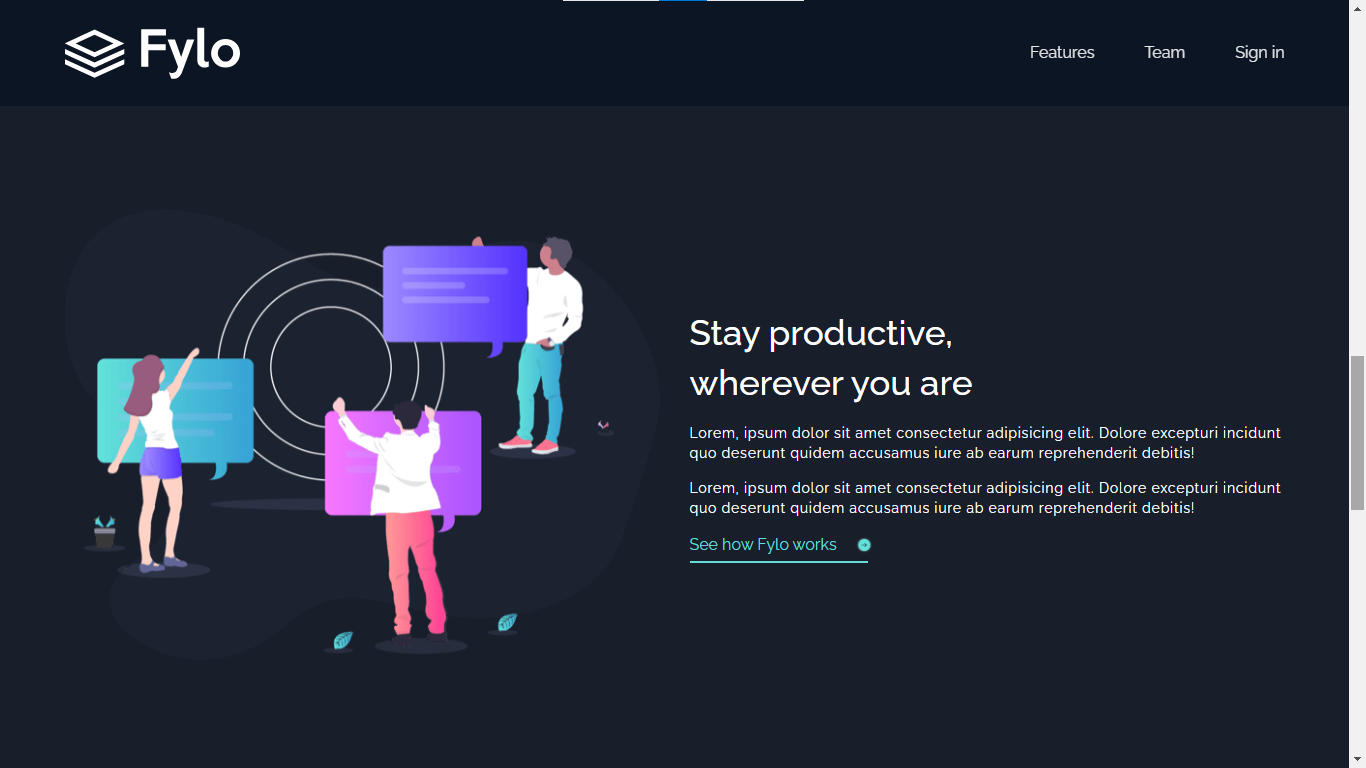 Fylo
Features
Team
Sign in
Stay productive,
wherever you are
Lorem, ipsum dolor sit amet consectetur adipisicing elit. Dolore excepturi incidunt
quo deserunt quidem accusamus iure ab earum reprehenderit debitis!
Lorem, ipsum dolor sit amet consectetur adipisicing elit. Dolore excepturi incidunt
quo deserunt quidem accusamus iure ab earum reprehenderit debitis!
See how Fylo works